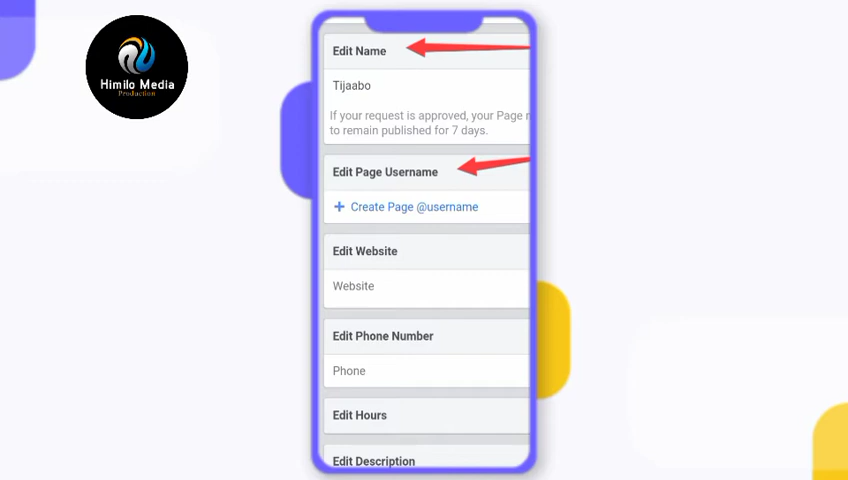 Himilo Media
Production
Edit Name
Tijaabo
If your request is approved, your Page
to remain published for 7 days.
Edit Page Username
+ Create Page @username
Edit Website
Website
Edit Phone Number
Phone
Edit Hours
Edit Description